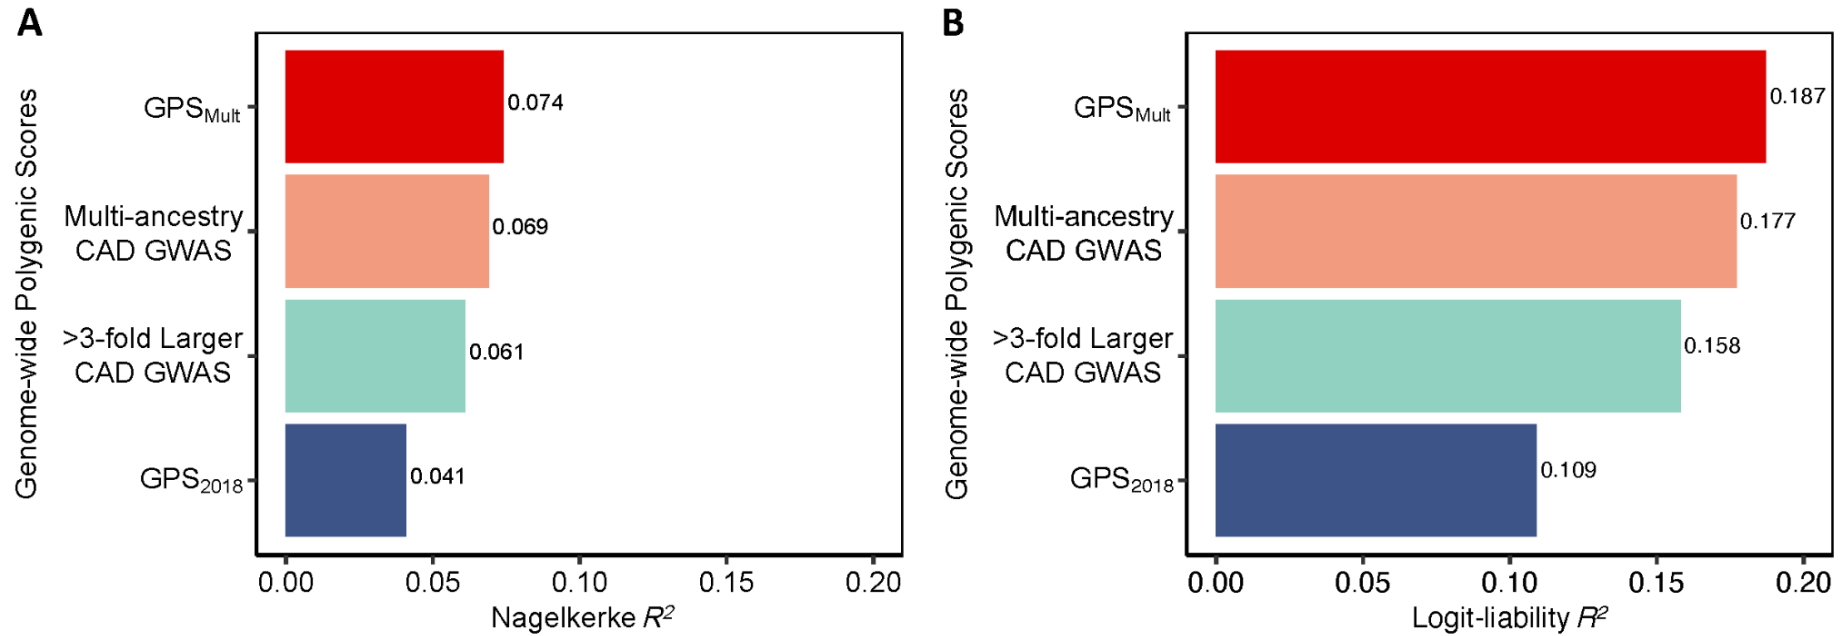 A
Genome-wide Polygenic Scores
GPSMult
0.074
Multi-ancestry
CAD GWAS
0.069
>3-fold Larger
CAD GWAS
0.061
GPS2018
0.041
0.00 0.05 0.10 0.15 0.20
Nagelkerke R²
B
Genome-wide Polygenic Scores
GPSMult
0.187
Multi-ancestry
CAD GWAS
0.177
>3-fold Larger
CAD GWAS
0.158
GPS2018
0.109
0.00 0.05 0.10 0.15 0.20
Logit-liability R²